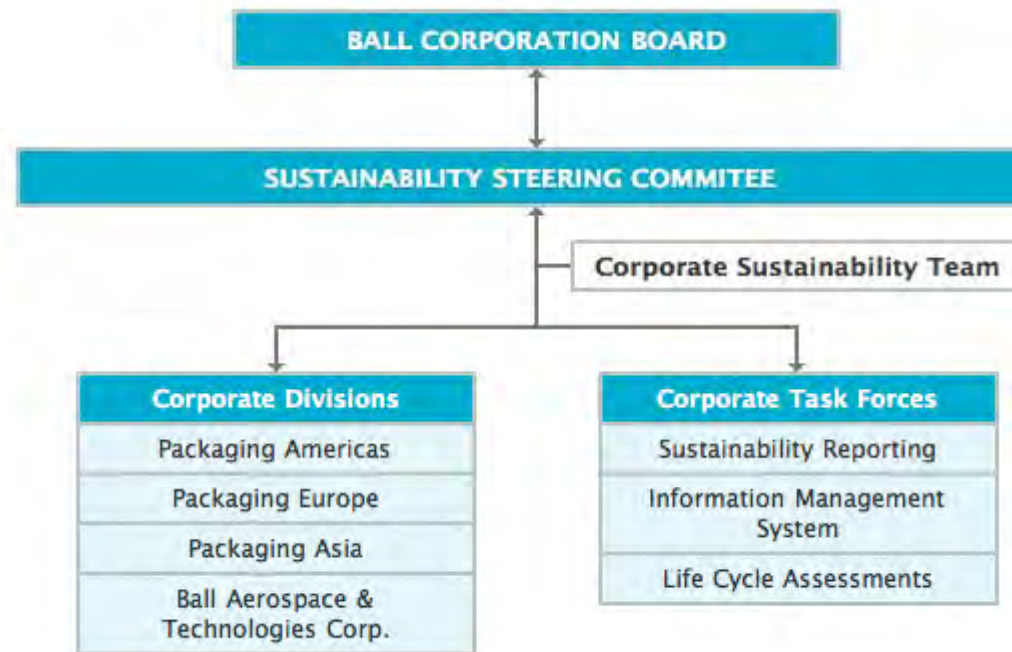 BALL CORPORATION BOARD
SUSTAINABILITY STEERING COMMITEE
Corporate Sustainability Team
Corporate Divisions
Packaging Americas
Packaging Europe
Packaging Asia
Ball Aerospace &
Technologies Corp.
Corporate Task Forces
Sustainability Reporting
Information Management
System
Life Cycle Assessments